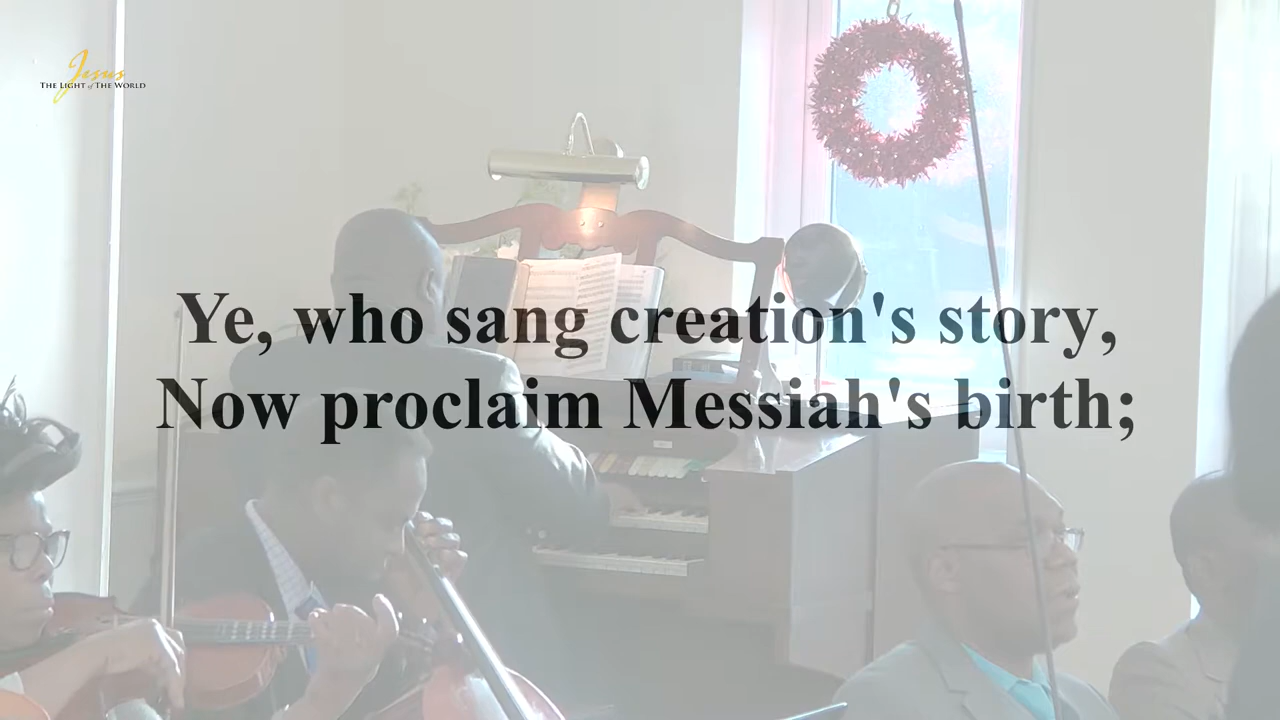 Jesus
THE LIGHT of THE WORLD
Ye, who sang creation's story,
Now proclaim Messiah's birth;